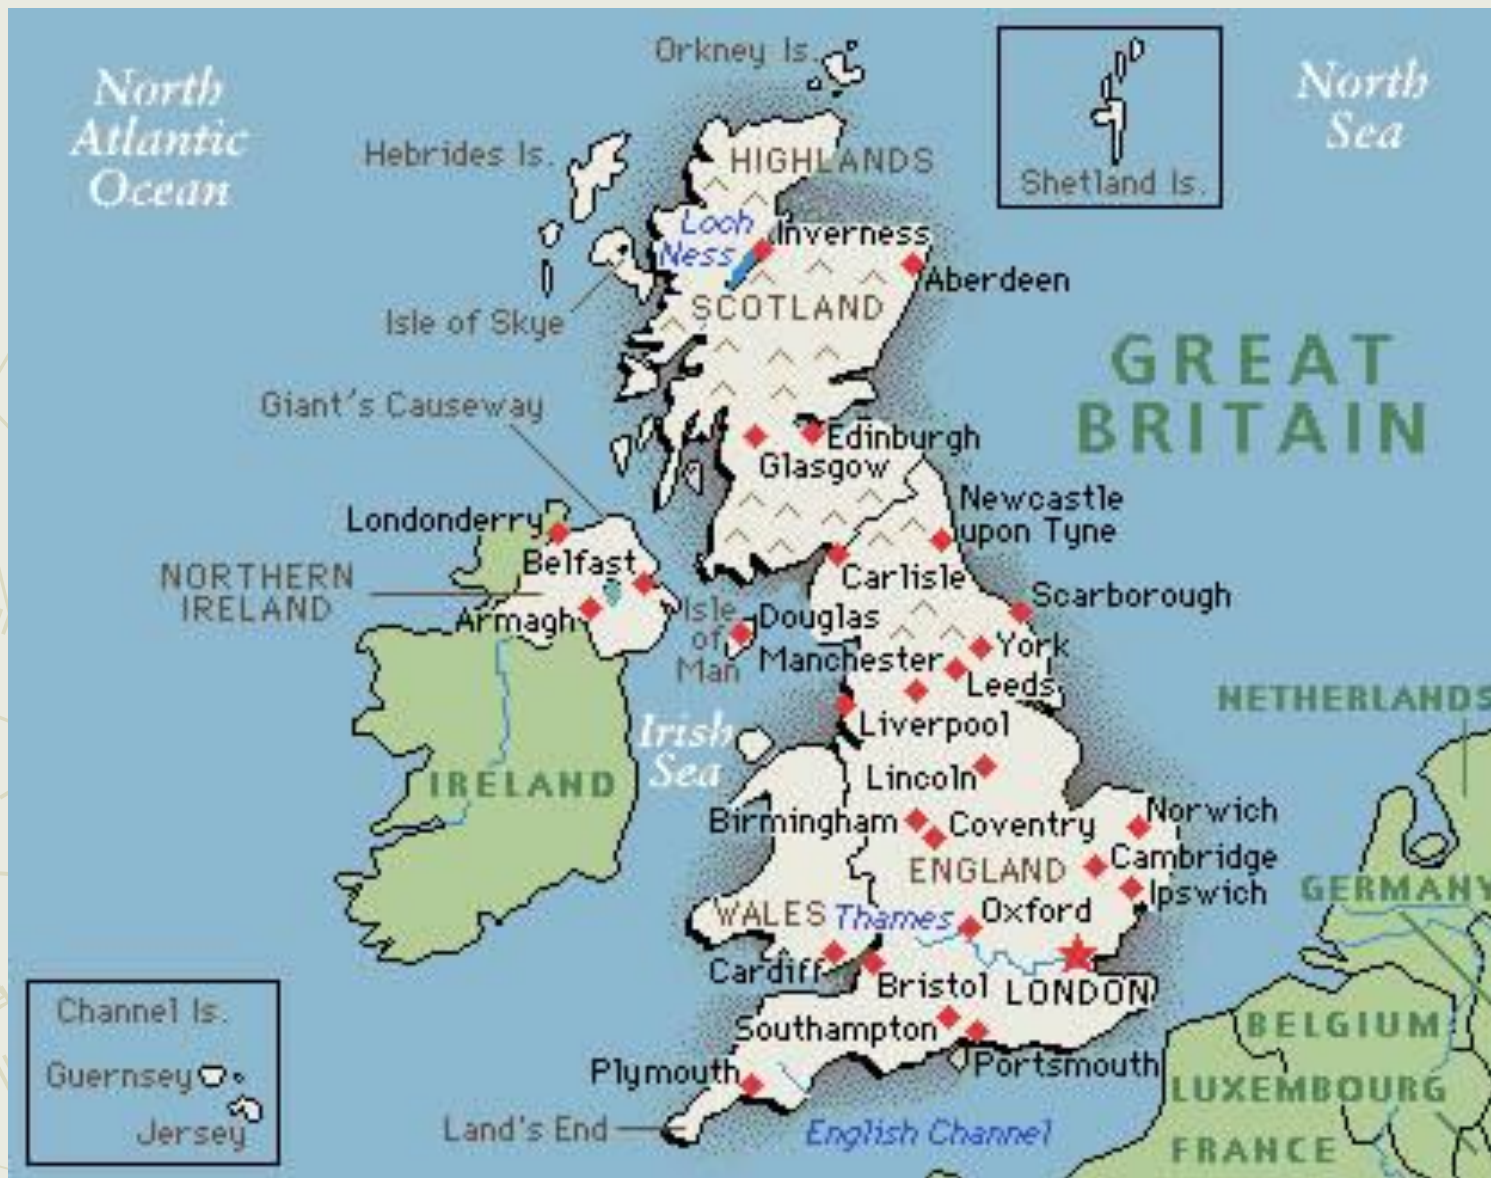 Orkney Is.
North
Atlantic
Ocean
North
Sea
Hebrides Is.
HIGHLANDS
Shetland Is.
Loch
Ness
Inverness
Aberdeen
SCOTLAND
Isle of Skye
GREAT
BRITAIN
Giant's Causeway
Edinburgh
Glasgow
Newcastle
upon Tyne
Londonderry
Belfast
Carlisle
NORTHERN
IRELAND
Armagh
Isle
of
Man
Douglas
Scarborough
York
Manchester
Leeds
NETHERLANDS
Irish
Sea
Liverpool
IRELAND
Lincoln
Birmingham
Coventry
Norwich
ENGLAND
Cambridge
Ipswich
GERMANY
WALES
Thames
Oxford
Cardiff
Bristol
LONDON
Channel Is.
Guernsey
Jersey
Southampton
Portsmouth
BELGIUM
Plymouth
LUXEMBOURG
Land's End
English Channel
FRANCE